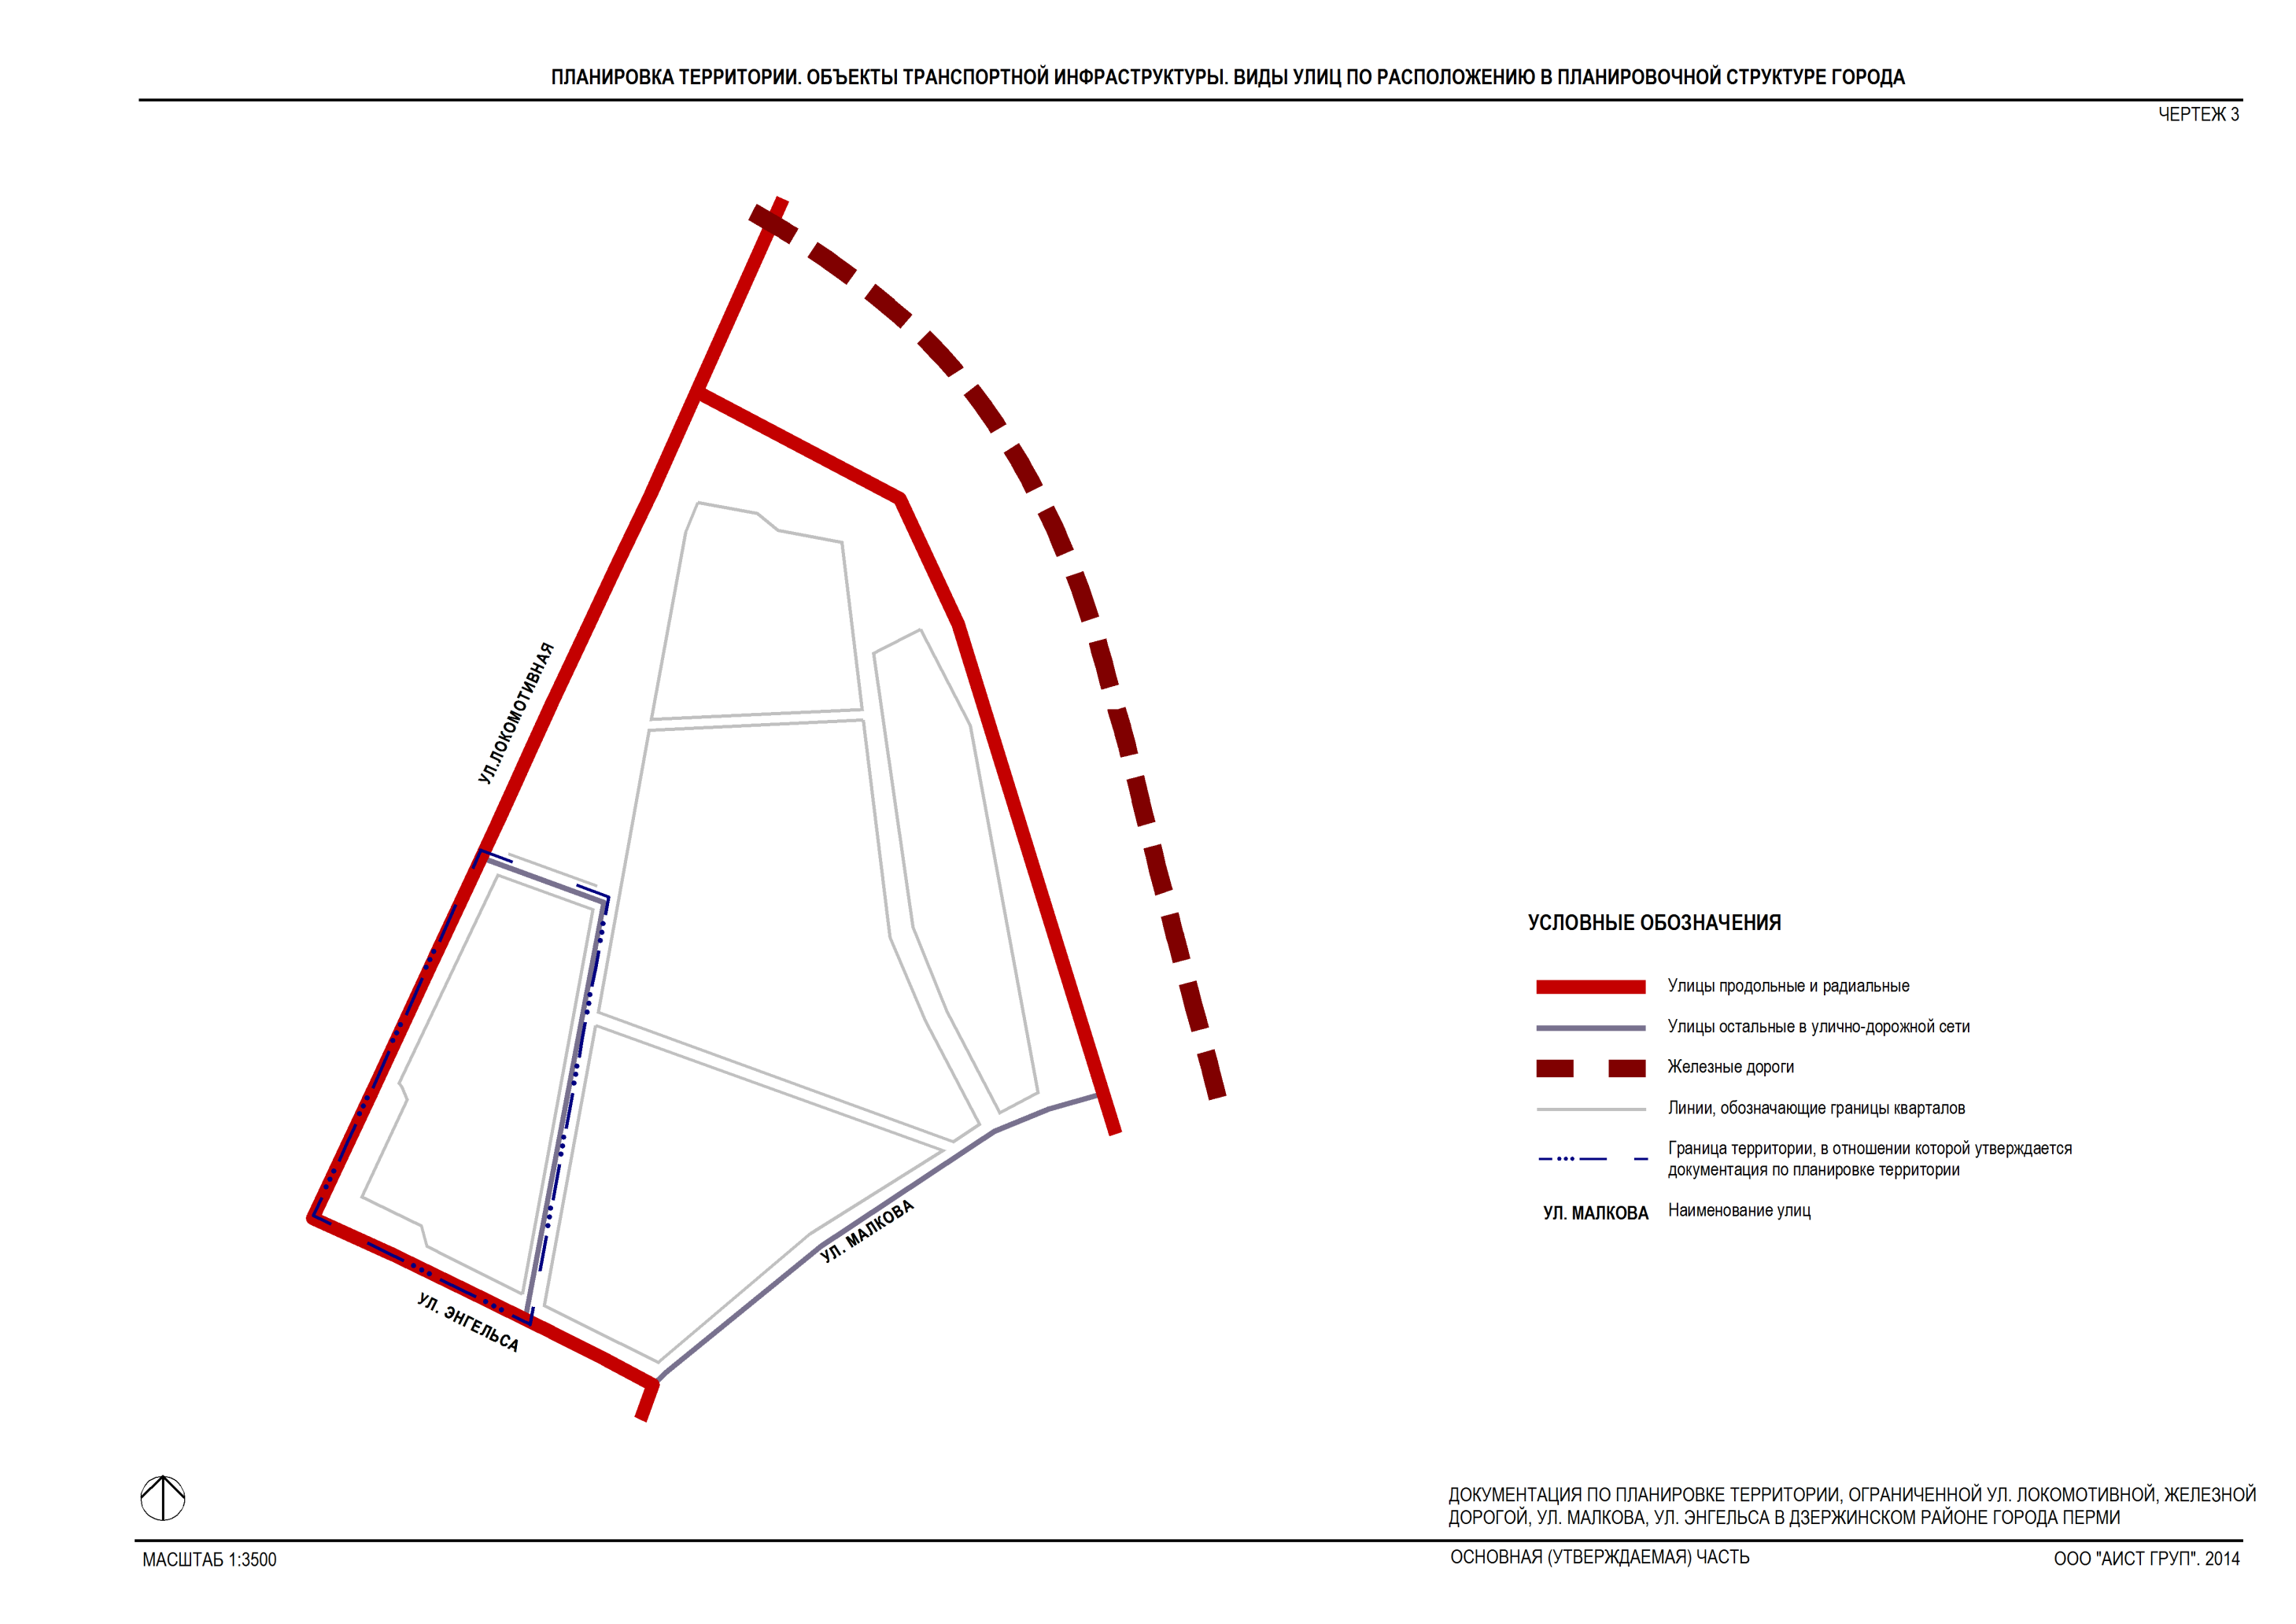 ПЛАНИРОВКА ТЕРРИТОРИИ. ОБЪЕКТЫ ТРАНСПОРТНОЙ ИНФРАСТРУКТУРЫ. ВИДЫ УЛИЦ ПО РАСПОЛОЖЕНИЮ В ПЛАНИРОВОЧНОЙ СТРУКТУРЕ ГОРОДА
ЧЕРТЕЖ 3
УЛ.ЛОКОМОТИВНАЯ
УЛ. МАЛКОВА
УЛ. ЭНГЕЛЬСА
УСЛОВНЫЕ ОБОЗНАЧЕНИЯ
Улицы продольные и радиальные
Улицы остальные в улично-дорожной сети
Железные дороги
Линии, обозначающие границы кварталов
Граница территории, в отношении которой утверждается
документация по планировке территории
УЛ. МАЛКОВА Наименование улиц
ДОКУМЕНТАЦИЯ ПО ПЛАНИРОВКЕ ТЕРРИТОРИИ, ОГРАНИЧЕННОЙ УЛ. ЛОКОМОТИВНОЙ, ЖЕЛЕЗНОЙ
ДОРОГОЙ, УЛ. МАЛКОВА, УЛ. ЭНГЕЛЬСА В ДЗЕРЖИНСКОМ РАЙОНЕ ГОРОДА ПЕРМИ
МАСШТАБ 1:3500
ОСНОВНАЯ (УТВЕРЖДАЕМАЯ) ЧАСТЬ
ООО "АИСТ ГРУП". 2014